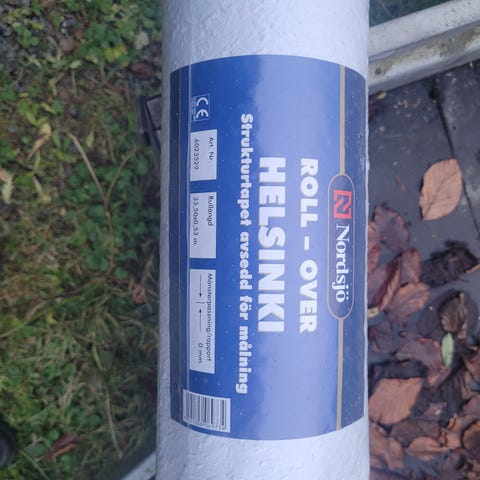 N Nordsjö
ROLL - OVER
HELSINKI
Strukturtapet avsedd för målning
CE
Art. Nr.
6023529
Rullängd
33,50x0,53 m
Mönsterpassning/rapport
0 mm